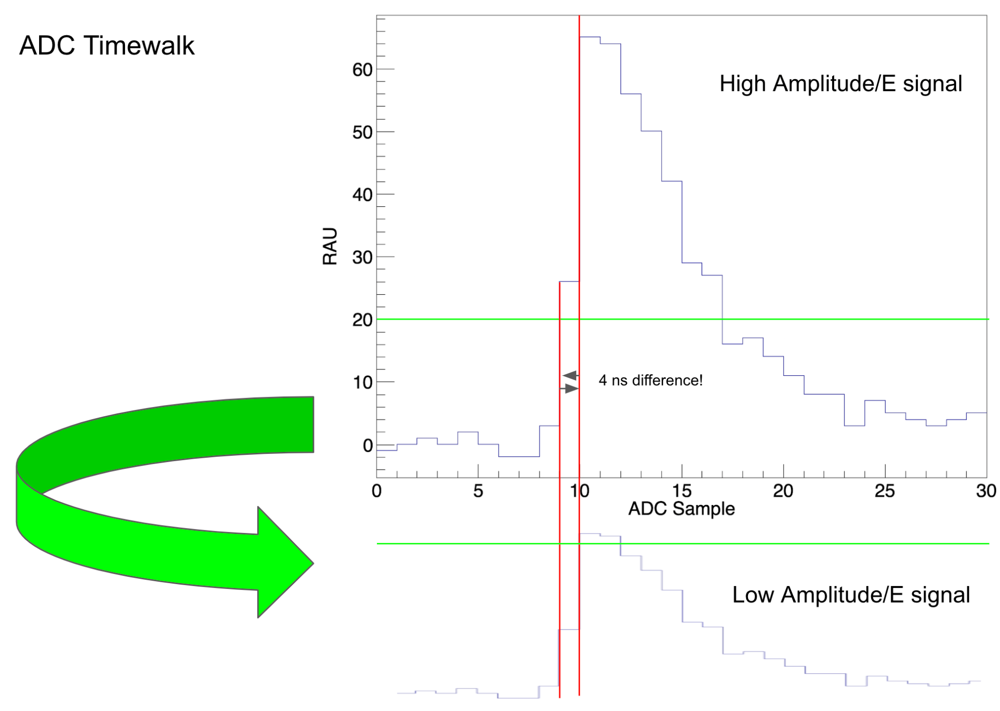 ADC Timewalk
High Amplitude/E signal
RAU
60
50
40
30
20
10
0
4 ns difference!
0 5 10 15 20 25 30
ADC Sample
Low Amplitude/E signal